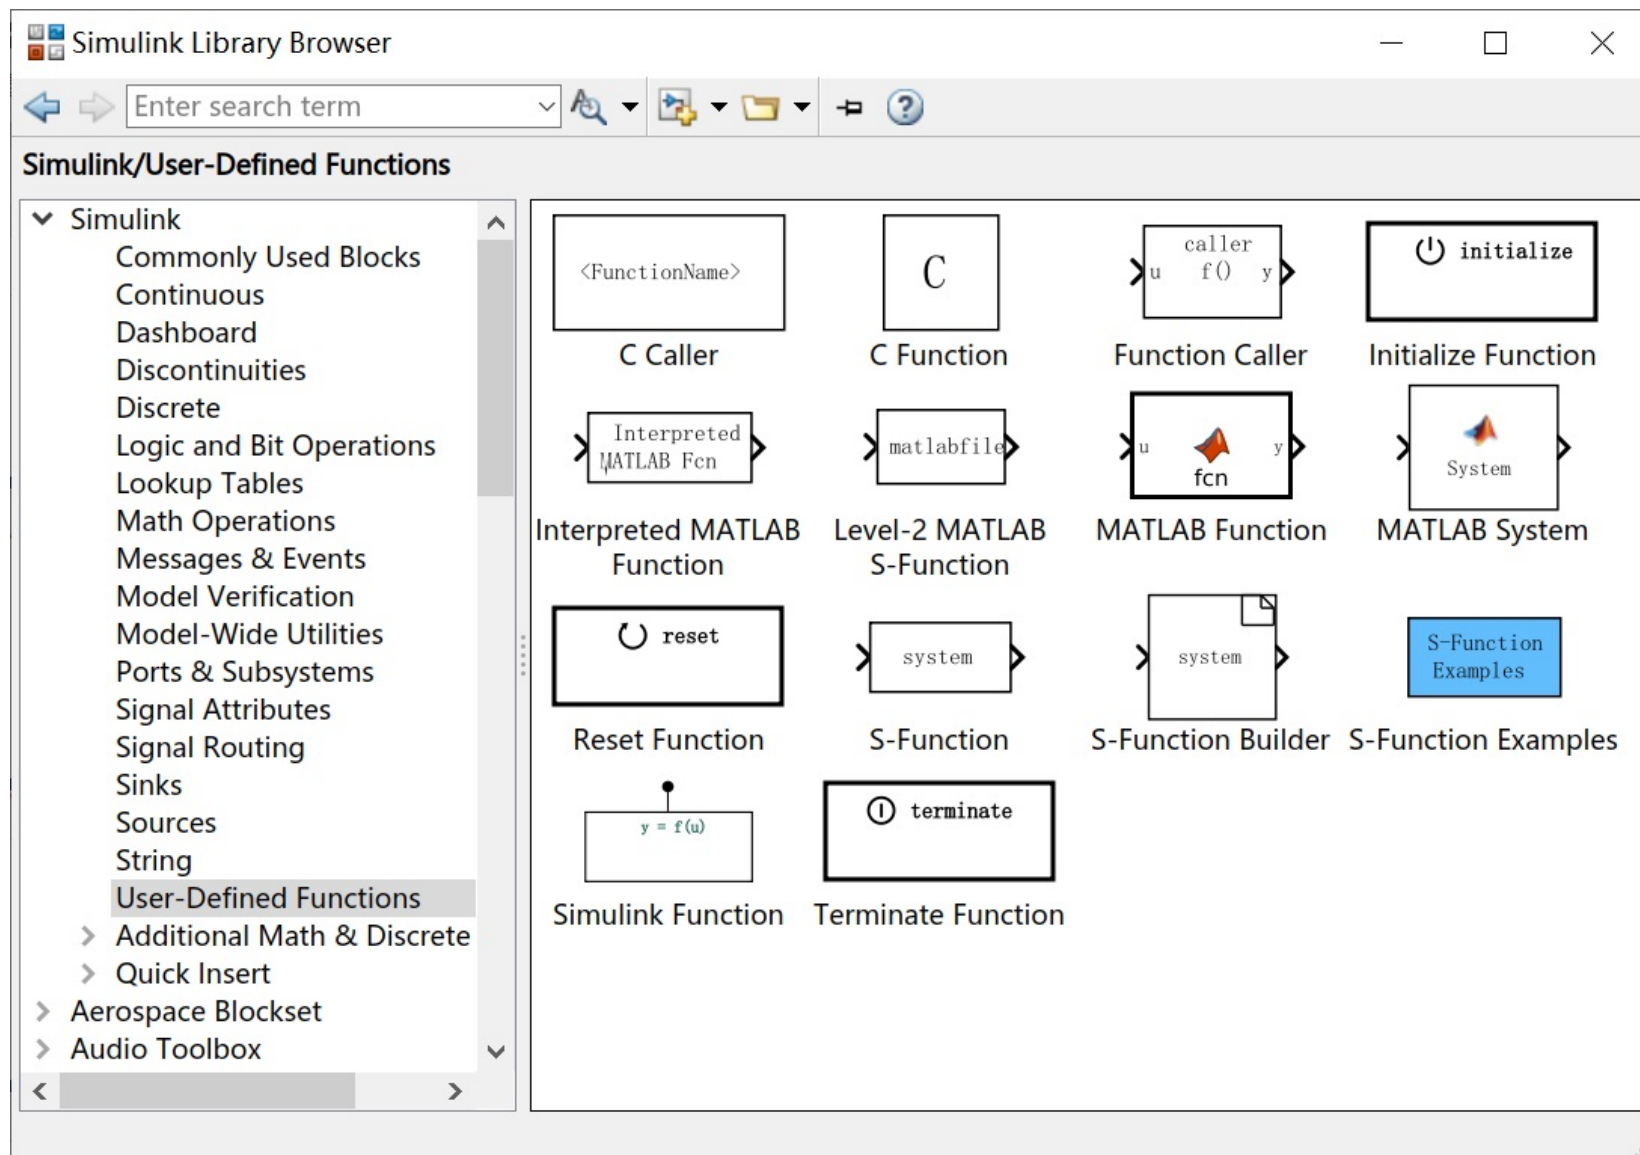 Simulink Library Browser
Enter search term
Simulink/User-Defined Functions
Simulink
Commonly Used Blocks
Continuous
Dashboard
Discontinuities
Discrete
Logic and Bit Operations
Lookup Tables
Math Operations
Messages & Events
Model Verification
Model-Wide Utilities
Ports & Subsystems
Signal Attributes
Signal Routing
Sinks
Sources
String
User-Defined Functions
Additional Math & Discrete
Quick Insert
Aerospace Blockset
Audio Toolbox
<FunctionName>
C Caller
C
C Function
caller
u f() y
Function Caller
initialize
Initialize Function
Interpreted
MATLAB Fcn
Interpreted MATLAB
Function
matlabfile
Level-2 MATLAB
S-Function
u y
fcn
MATLAB Function
System
MATLAB System
reset
Reset Function
system
S-Function
system
S-Function Builder
S-Function
Examples
S-Function Examples
y = f(u)
Simulink Function
terminate
Terminate Function